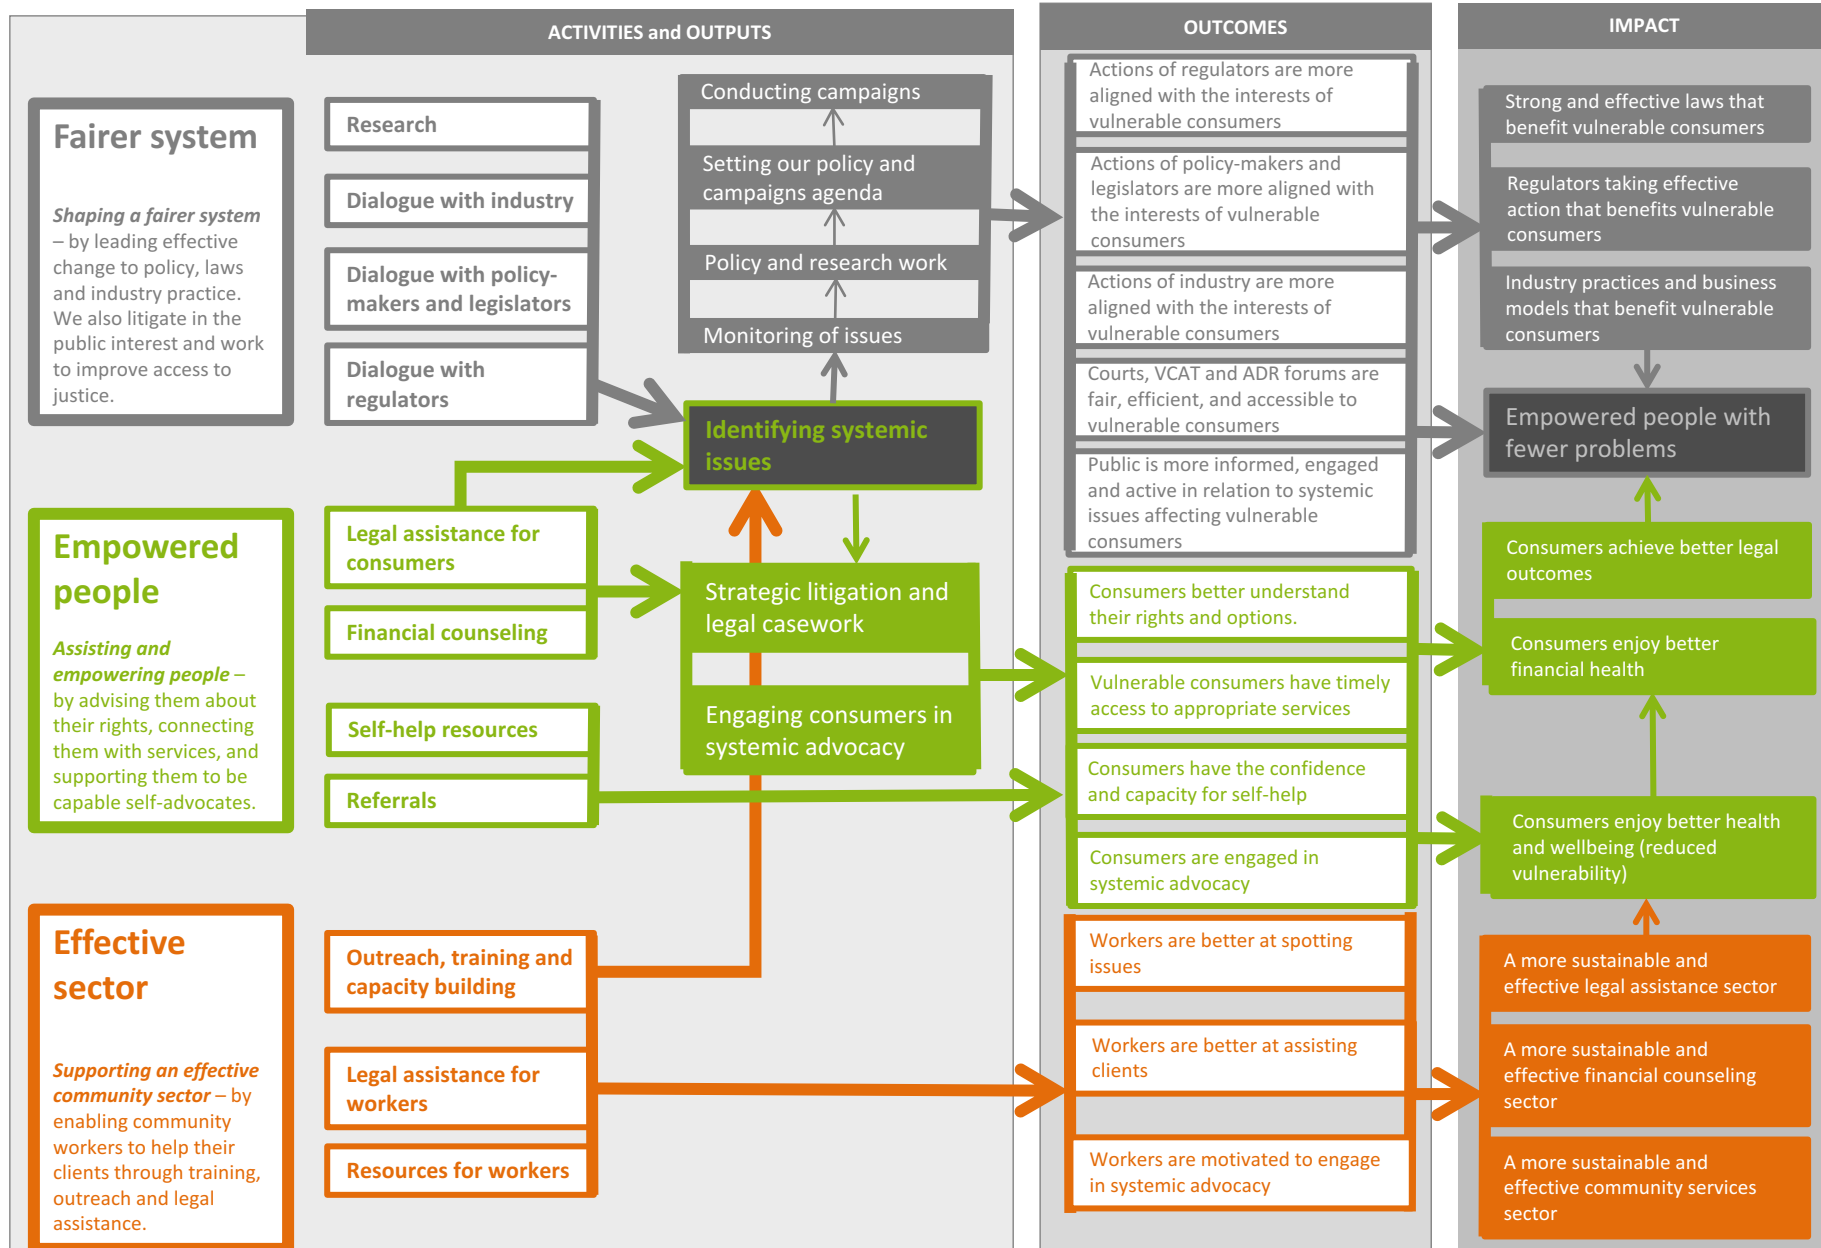 ACTIVITIES and OUTPUTS
OUTCOMES
IMPACT
Fairer system
Shaping a fairer system
– by leading effective
change to policy, laws
and industry practice.
We also litigate in the
public interest and work
to improve access to
justice.
Research
Dialogue with industry
Dialogue with policy-
makers and legislators
Dialogue with
regulators
Conducting campaigns
Setting our policy and
campaigns agenda
Policy and research work
Monitoring of issues
Identifying systemic
issues
Actions of regulators are more
aligned with the interests of
vulnerable consumers
Actions of policy-makers and
legislators are more aligned with
the interests of vulnerable
consumers
Actions of industry are more
aligned with the interests of
vulnerable consumers
Courts, VCAT and ADR forums are
fair, efficient, and accessible to
vulnerable consumers
Public is more informed, engaged
and active in relation to systemic
issues affecting vulnerable
consumers
Strong and effective laws that
benefit vulnerable consumers
Regulators taking effective
action that benefits vulnerable
consumers
Industry practices and business
models that benefit vulnerable
consumers
Empowered people with
fewer problems
Empowered
people
Assisting and
empowering people –
by advising them about
their rights, connecting
them with services, and
supporting them to be
capable self-advocates.
Legal assistance for
consumers
Financial counseling
Self-help resources
Referrals
Strategic litigation and
legal casework
Engaging consumers in
systemic advocacy
Consumers better understand
their rights and options.
Vulnerable consumers have timely
access to appropriate services
Consumers have the confidence
and capacity for self-help
Consumers are engaged in
systemic advocacy
Consumers achieve better legal
outcomes
Consumers enjoy better
financial health
Consumers enjoy better health
and wellbeing (reduced
vulnerability)
Effective
sector
Supporting an effective
community sector – by
enabling community
workers to help their
clients through training,
outreach and legal
assistance.
Outreach, training and
capacity building
Legal assistance for
workers
Resources for workers
Workers are better at spotting
issues
Workers are better at assisting
clients
Workers are motivated to engage
in systemic advocacy
A more sustainable and
effective legal assistance sector
A more sustainable and
effective financial counseling
sector
A more sustainable and
effective community services
sector